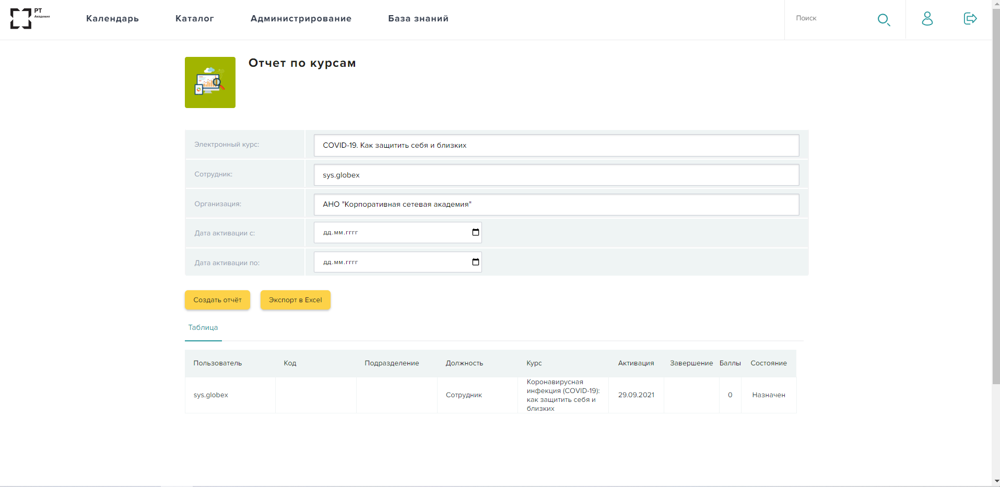 РТ
Академия
Календарь
Каталог
Администрирование
База знаний
Поиск
Отчет по курсам
Электронный курс:
COVID-19. Как защитить себя и близких
Сотрудник:
sys.globex
Организация:
АНО "Корпоративная сетевая академия"
Дата активации с:
дд.мм.гггг
Дата активации по:
дд.мм.гггг
Создать отчёт
Экспорт в Excel
Таблица
Пользователь
Код
Подразделение
Должность
Курс
Активация
Завершение
Баллы
Состояние
sys.globex
Сотрудник
Коронавирусная
инфекция (COVID-19):
как защитить себя и
близких
29.09.2021
0
Назначен